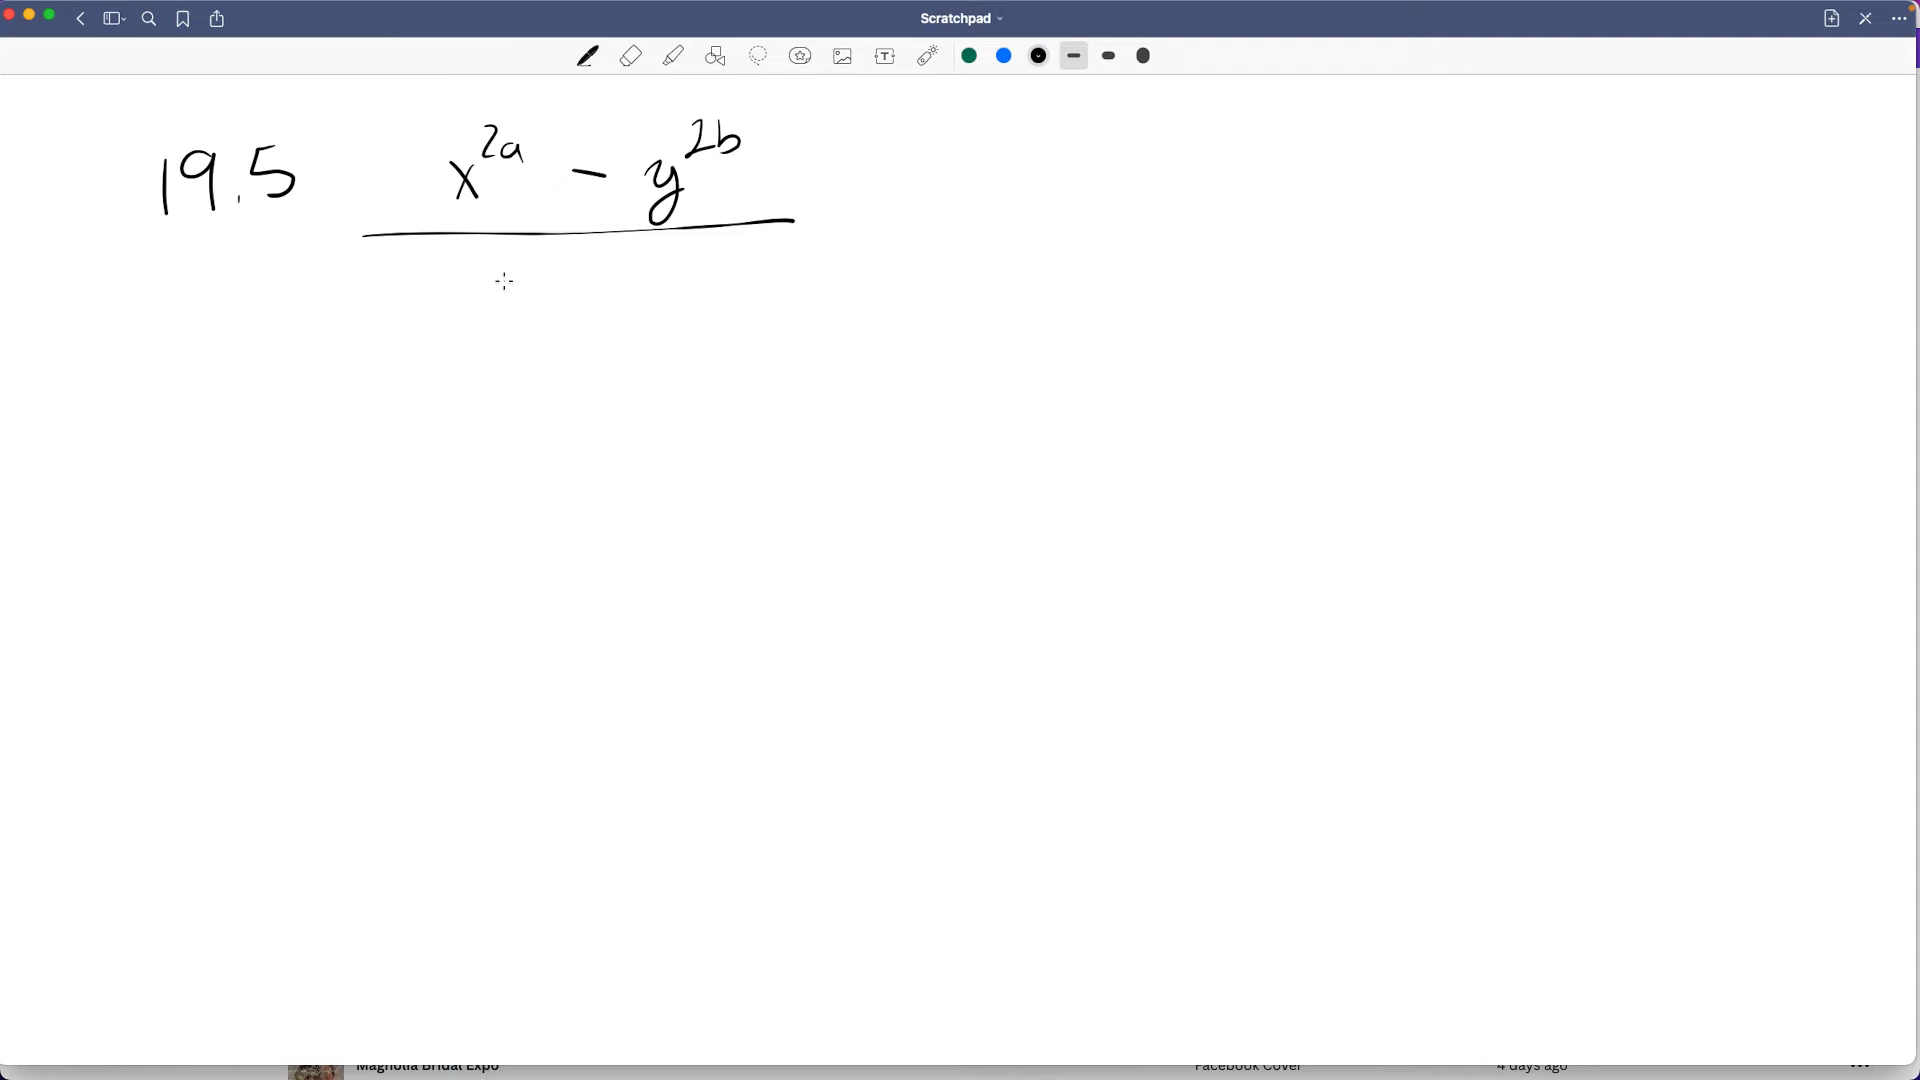 Scratchpad
19.5 x^2a - y^2b
Magnolia Bridal Expo Facebook Cover 4 days ago